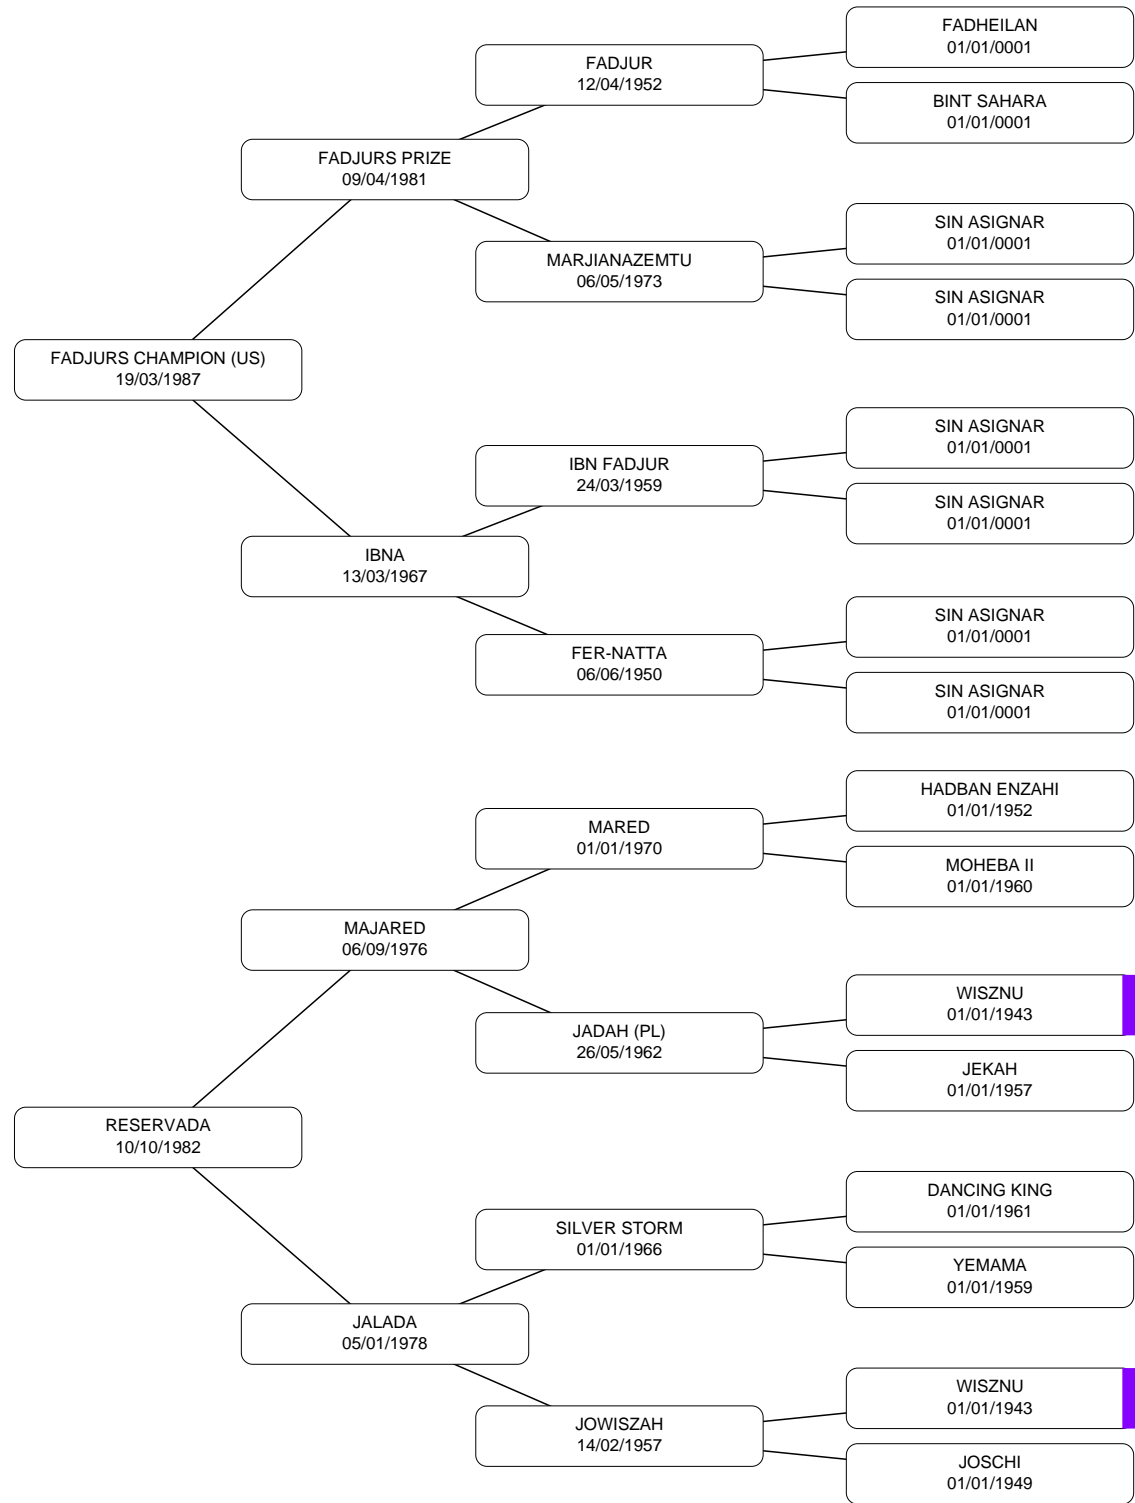 FADHEILAN
01/01/0001
FADJUR
12/04/1952
BINT SAHARA
01/01/0001
FADJURS PRIZE
09/04/1981
SIN ASIGNAR
01/01/0001
MARJIANAZEMTU
06/05/1973
SIN ASIGNAR
01/01/0001
FADJURS CHAMPION (US)
19/03/1987
SIN ASIGNAR
01/01/0001
IBN FADJUR
24/03/1959
SIN ASIGNAR
01/01/0001
IBNA
13/03/1967
SIN ASIGNAR
01/01/0001
FER-NATTA
06/06/1950
SIN ASIGNAR
01/01/0001
HADBAN ENZAHI
01/01/1952
MARED
01/01/1970
MOHEBA II
01/01/1960
MAJARED
06/09/1976
WISZNU
01/01/1943
JADAH (PL)
26/05/1962
JEKAH
01/01/1957
RESERVADA
10/10/1982
DANCING KING
01/01/1961
SILVER STORM
01/01/1966
YEMAMA
01/01/1959
JALADA
05/01/1978
WISZNU
01/01/1943
JOWISZAH
14/02/1957
JOSCHI
01/01/1949